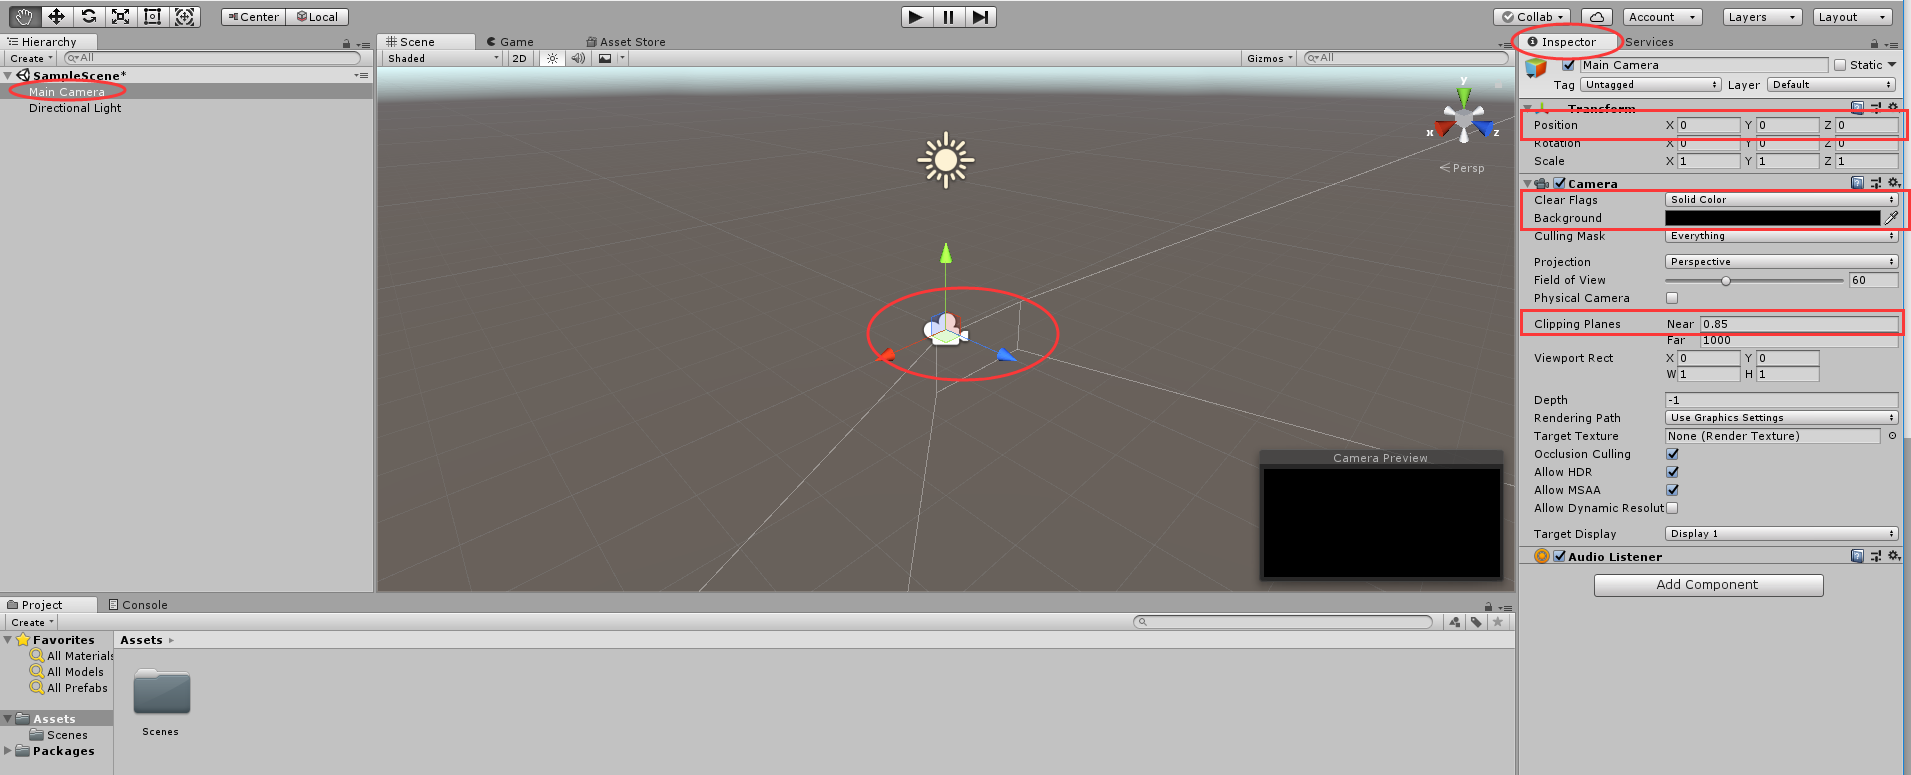 Center Local
Collab Account Layers Layout
Hierarchy
Create All
SampleScene*
Main Camera
Directional Light
Scene Game Asset Store
Shaded 2D Gizmos All
y
x z
Persp
Camera Preview
Inspector Services
Main Camera Static
Tag Untagged Layer Default
Transform
Position X 0 Y 0 Z 0
Rotation X 0 Y 0 Z 0
Scale X 1 Y 1 Z 1
Camera
Clear Flags Solid Color
Background
Culling Mask Everything
Projection Perspective
Field of View 60
Physical Camera
Clipping Planes Near 0.85
Far 1000
Viewport Rect X 0 Y 0
W 1 H 1
Depth -1
Rendering Path Use Graphics Settings
Target Texture None (Render Texture)
Occlusion Culling
Allow HDR
Allow MSAA
Allow Dynamic Resolut
Target Display Display 1
Audio Listener
Add Component
Project Console
Create
Favorites
All Materials
All Models
All Prefabs
Assets
Scenes
Packages
Assets
Scenes